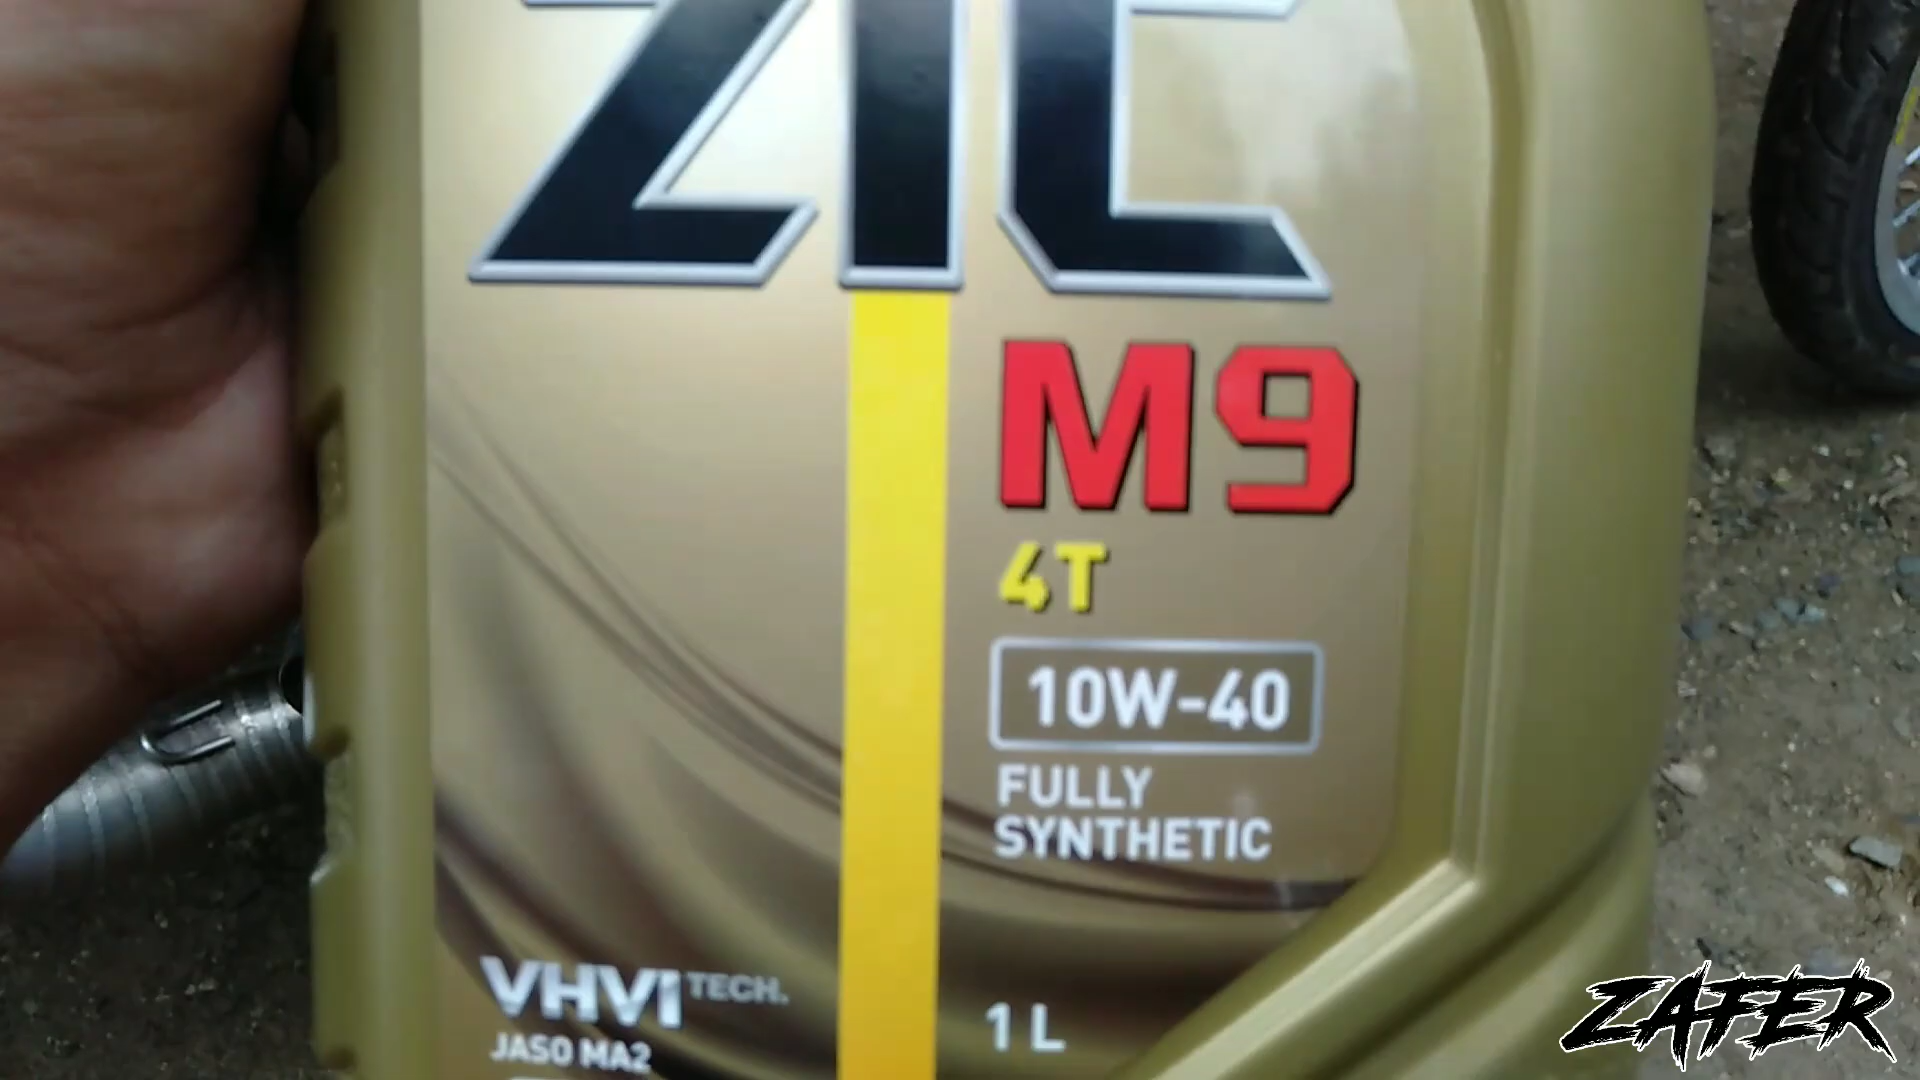 ZIC
M9
4T
10W-40
FULLY
SYNTHETIC
VHVI TECH.
JASO MA2
1 L
ZAFER